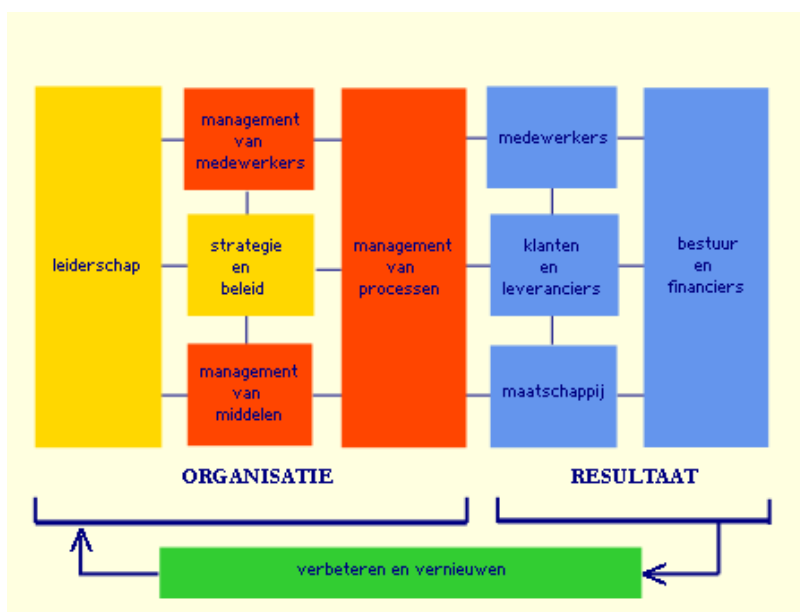 leiderschap
management
van
medewerkers
strategie
en
beleid
management
van
middelen
management
van
processen
medewerkers
klanten
en
leveranciers
maatschappij
bestuur
en
financiers
ORGANISATIE
RESULTAAT
verbeteren en vernieuwen